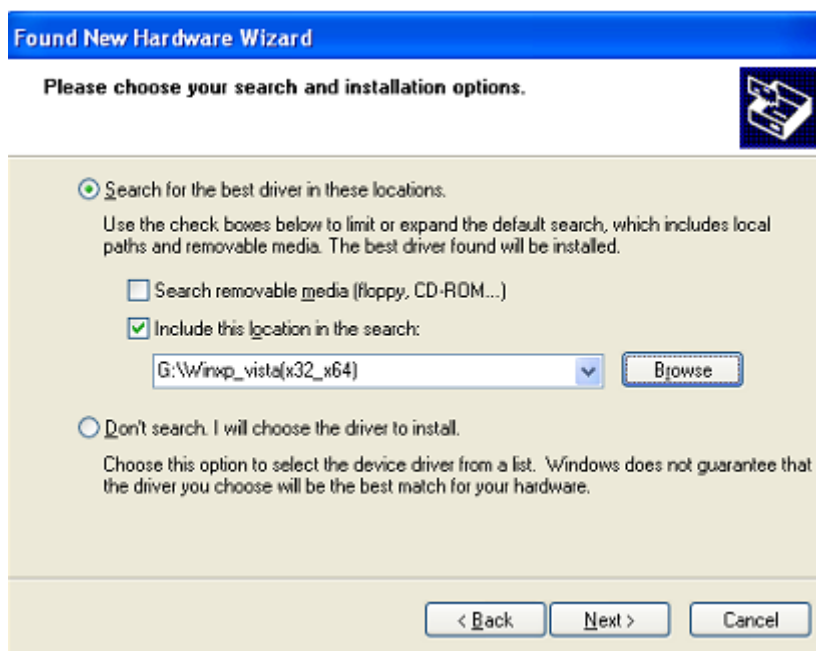 Found New Hardware Wizard
Please choose your search and installation options.
Search for the best driver in these locations.
Use the check boxes below to limit or expand the default search, which includes local
paths and removable media. The best driver found will be installed.
Search removable media (floppy, CD-ROM...)
Include this location in the search:
G:\Winxp_vista(x32_x64)
Browse
Don't search. I will choose the driver to install.
Choose this option to select the device driver from a list. Windows does not guarantee that
the driver you choose will be the best match for your hardware.
< Back
Next >
Cancel